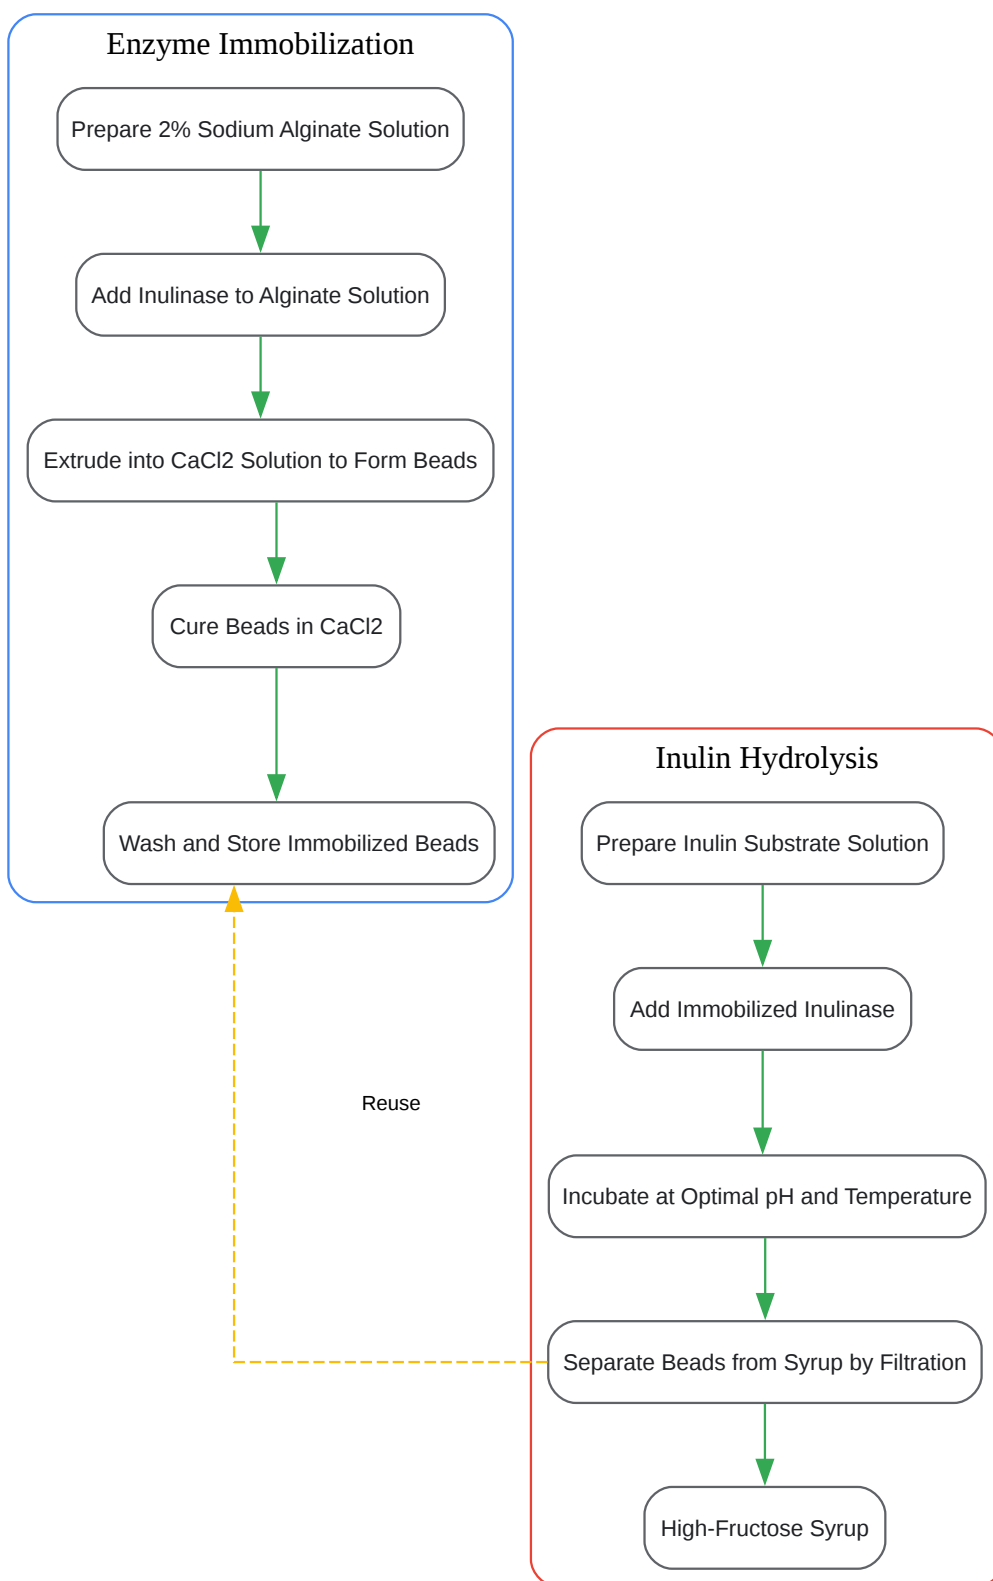 Enzyme Immobilization
Prepare 2% Sodium Alginate Solution
Add Inulinase to Alginate Solution
Extrude into CaCl2 Solution to Form Beads
Cure Beads in CaCl2
Wash and Store Immobilized Beads
Inulin Hydrolysis
Prepare Inulin Substrate Solution
Add Immobilized Inulinase
Reuse
Incubate at Optimal pH and Temperature
Separate Beads from Syrup by Filtration
High-Fructose Syrup